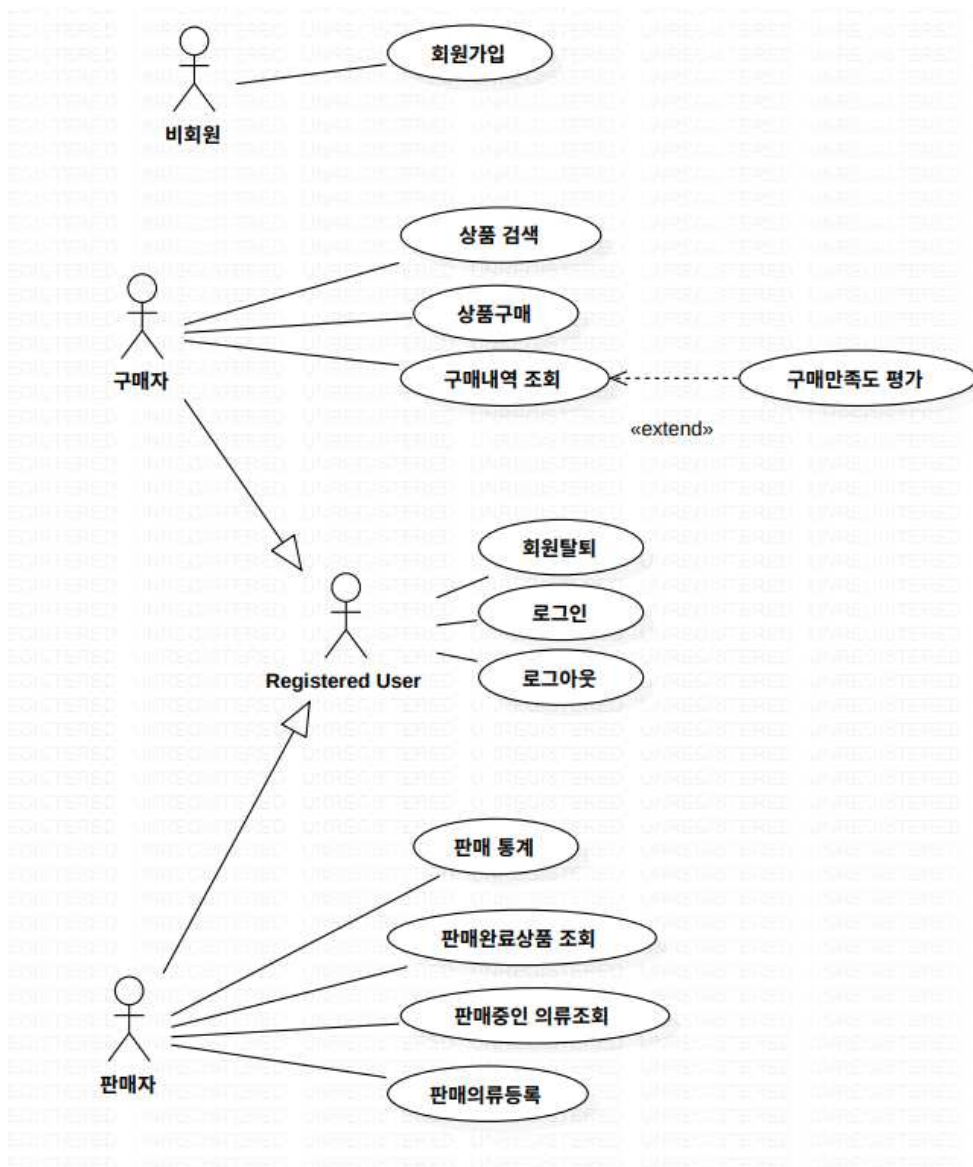 회원가입
비회원
상품 검색
상품구매
구매자
구매내역 조회
구매만족도 평가
«extend»
회원탈퇴
로그인
로그아웃
Registered User
판매 통계
판매완료상품 조회
판매중인 의류조회
판매자
판매의류등록